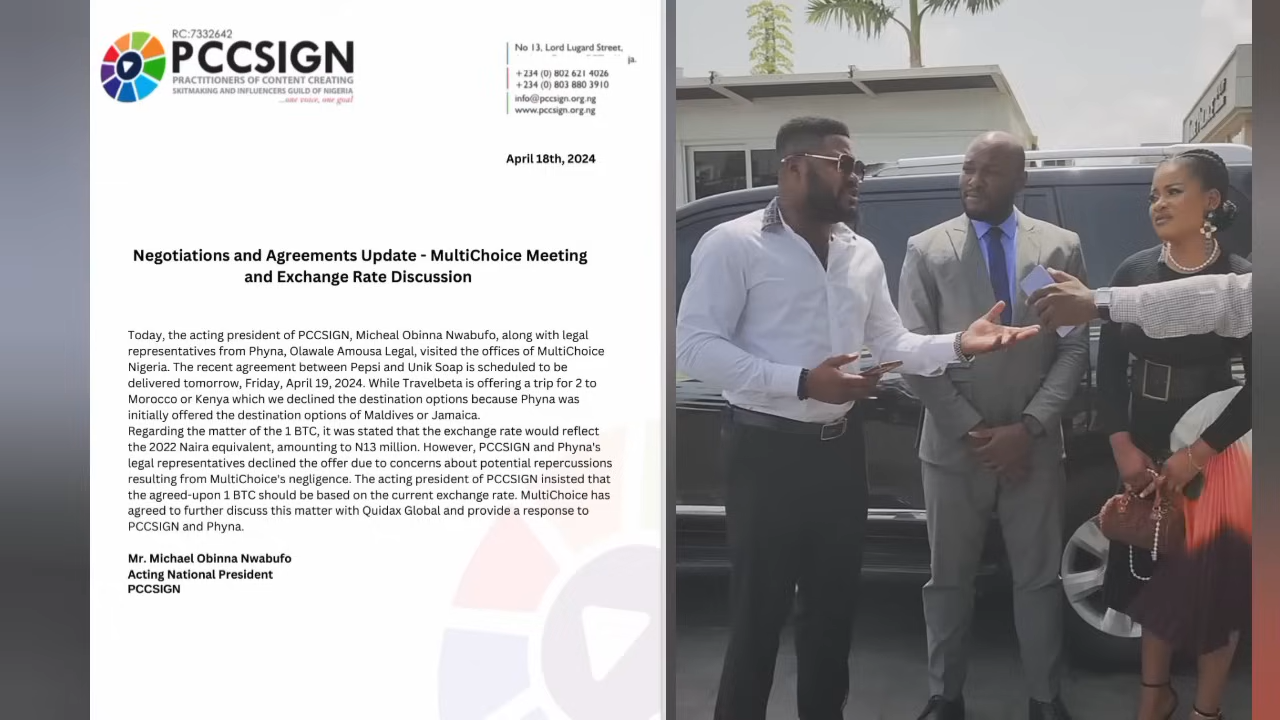 RC:7332642
PCCSIGN
PRACTITIONERS OF CONTENT CREATING
SKITMAKING AND INFLUENCERS GUILD OF NIGERIA
...one voice, one goal
No 13, Lord Lugard Street,
ja.
+234 (0) 802 621 4026
+234 (0) 803 880 3910
info@pccsign.org.ng
www.pccsign.org.ng
April 18th, 2024
Negotiations and Agreements Update - MultiChoice Meeting
and Exchange Rate Discussion
Today, the acting president of PCCSIGN, Micheal Obinna Nwabufo, along with legal
representatives from Phyna, Olawale Amousa Legal, visited the offices of MultiChoice
Nigeria. The recent agreement between Pepsi and Unik Soap is scheduled to be
delivered tomorrow, Friday, April 19, 2024. While Travelbeta is offering a trip for 2 to
Morocco or Kenya which we declined the destination options because Phyna was
initially offered the destination options of Maldives or Jamaica.
Regarding the matter of the 1 BTC, it was stated that the exchange rate would reflect
the 2022 Naira equivalent, amounting to N13 million. However, PCCSIGN and Phyna's
legal representatives declined the offer due to concerns about potential repercussions
resulting from MultiChoice's negligence. The acting president of PCCSIGN insisted that
the agreed-upon 1 BTC should be based on the current exchange rate. MultiChoice has
agreed to further discuss this matter with Quidax Global and provide a response to
PCCSIGN and Phyna.
Mr. Michael Obinna Nwabufo
Acting National President
PCCSIGN